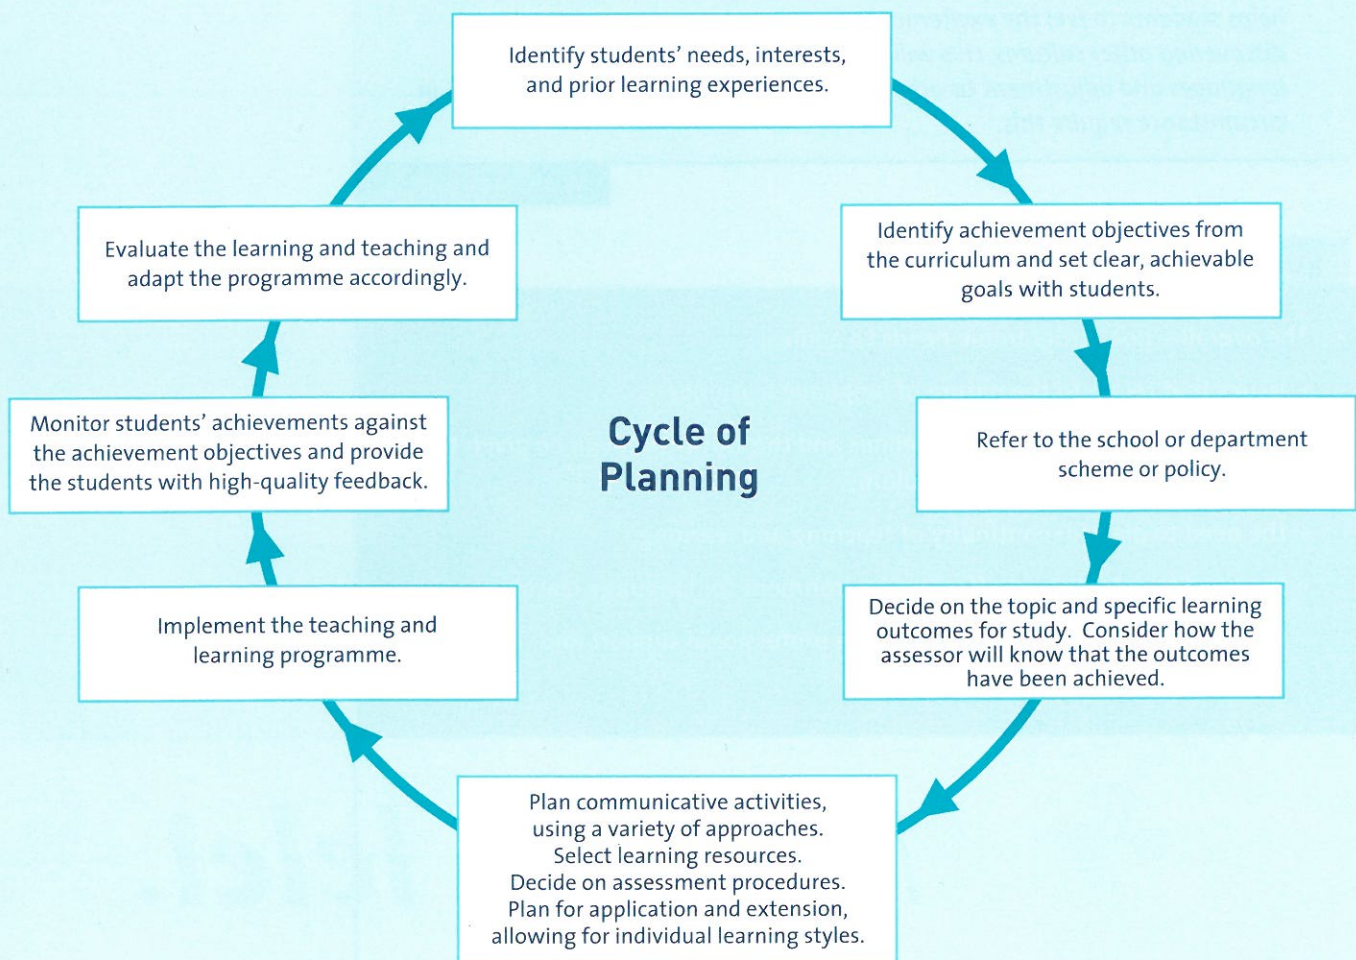 Identify students’ needs, interests,
and prior learning experiences.
Identify achievement objectives from
the curriculum and set clear, achievable
goals with students.
Refer to the school or department
scheme or policy.
Decide on the topic and specific learning
outcomes for study. Consider how the
assessor will know that the outcomes
have been achieved.
Plan communicative activities,
using a variety of approaches.
Select learning resources.
Decide on assessment procedures.
Plan for application and extension,
allowing for individual learning styles.
Implement the teaching and
learning programme.
Monitor students’ achievements against
the achievement objectives and provide
the students with high-quality feedback.
Evaluate the learning and teaching and
adapt the programme accordingly.
Cycle of
Planning